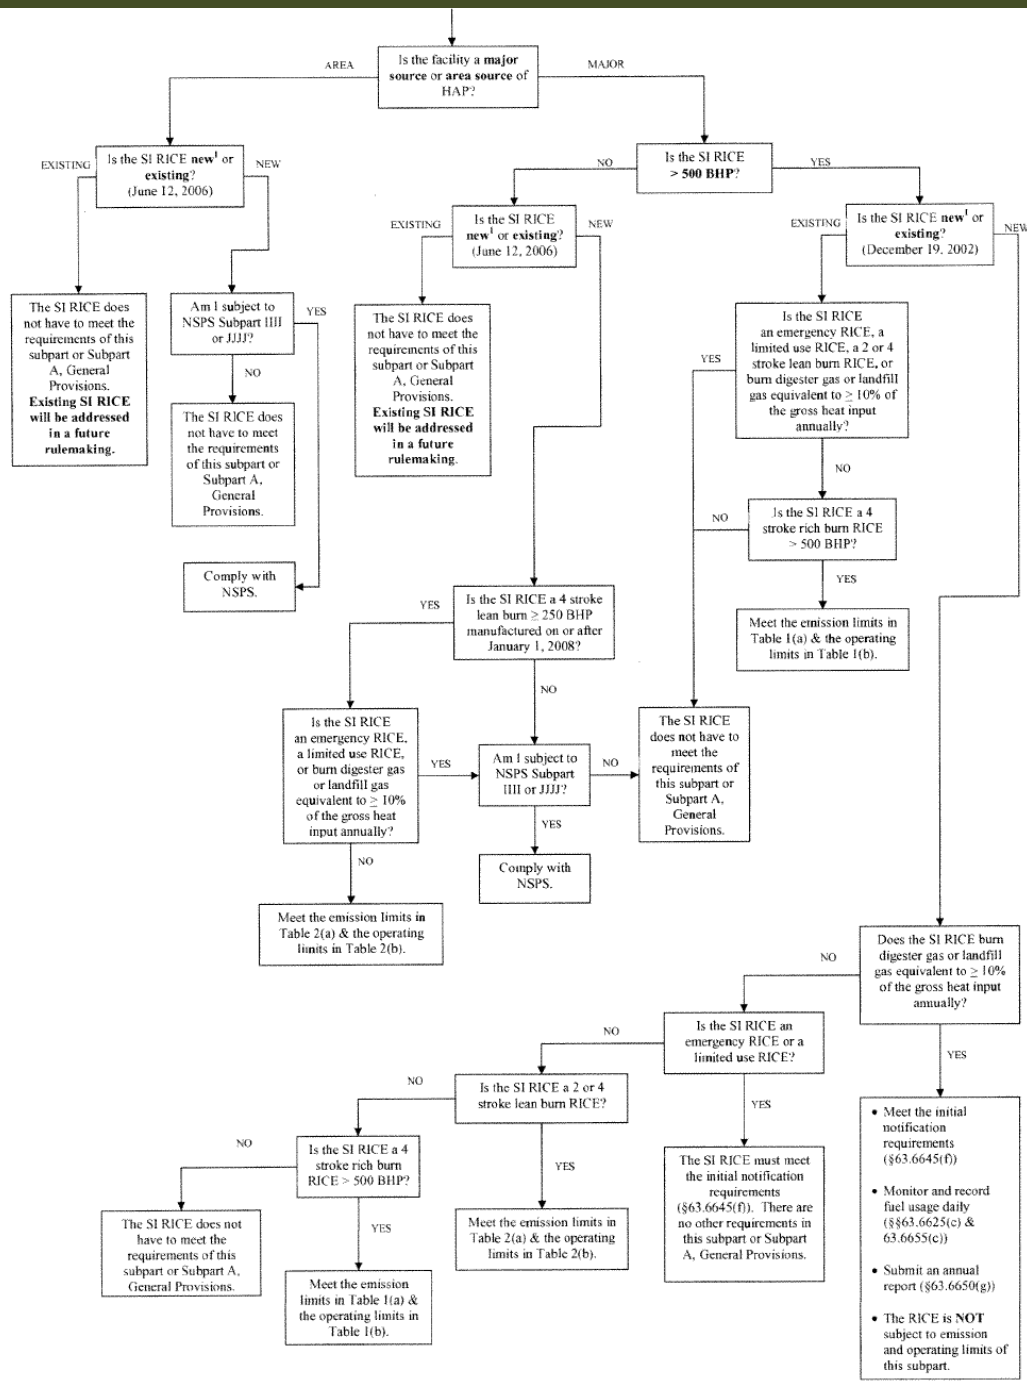 Is the facility a major
source or area source of
HAP?
AREA
MAJOR
Is the SI RICE new¹ or
existing?
(June 12, 2006)
EXISTING
NEW
Is the SI RICE
> 500 BHP?
NO
YES
Is the SI RICE
new¹ or existing?
(June 12, 2006)
EXISTING
NEW
Is the SI RICE new¹ or
existing?
(December 19, 2002)
EXISTING
NEW
The SI RICE does
not have to meet the
requirements of this
subpart or Subpart
A, General
Provisions.
Existing SI RICE
will be addressed
in a future
rulemaking.
Am I subject to
NSPS Subpart IIII
or JJJJ?
YES
NO
The SI RICE does
not have to meet
the requirements
of this subpart or
Subpart A,
General
Provisions.
Comply with
NSPS.
The SI RICE does
not have to meet the
requirements of this
subpart or Subpart
A, General
Provisions.
Existing SI RICE
will be addressed
in a future
rulemaking.
Is the SI RICE
an emergency RICE, a
limited use RICE, a 2 or 4
stroke lean burn RICE, or
burn digester gas or landfill
gas equivalent to ≥ 10% of
the gross heat input
annually?
YES
NO
Is the SI RICE a 4
stroke rich burn RICE
> 500 BHP?
NO
YES
Meet the emission limits in
Table 1(a) & the operating
limits in Table 1(b).
Is the SI RICE a 4 stroke
lean burn ≥ 250 BHP
manufactured on or after
January 1, 2008?
YES
NO
Is the SI RICE
an emergency RICE,
a limited use RICE,
or burn digester gas
or landfill gas
equivalent to ≥ 10%
of the gross heat
input annually?
YES
NO
Am I subject to
NSPS Subpart
IIII or JJJJ?
NO
YES
The SI RICE
does not have to
meet the
requirements of
this subpart or
Subpart A,
General
Provisions.
Comply with
NSPS.
Meet the emission limits in
Table 2(a) & the operating
limits in Table 2(b).
Does the SI RICE burn
digester gas or landfill
gas equivalent to ≥ 10%
of the gross heat input
annually?
NO
YES
Is the SI RICE an
emergency RICE or a
limited use RICE?
NO
YES
Is the SI RICE a 2 or 4
stroke lean burn RICE?
NO
YES
Is the SI RICE a 4
stroke rich burn
RICE > 500 BHP?
NO
YES
The SI RICE does not
have to meet the
requirements of this
subpart or Subpart A,
General Provisions.
Meet the emission
limits in Table 1(a) &
the operating limits in
Table 1(b).
Meet the emission limits in
Table 2(a) & the operating
limits in Table 2(b).
The SI RICE must meet
the initial notification
requirements
(§63.6645(f)). There are
no other requirements in
this subpart or Subpart
A, General Provisions.
• Meet the initial
notification
requirements
(§63.6645(f))
• Monitor and record
fuel usage daily
(§§63.6625(c) &
63.6655(c))
• Submit an annual
report (§63.6650(g))
• The RICE is NOT
subject to emission
and operating limits of
this subpart.